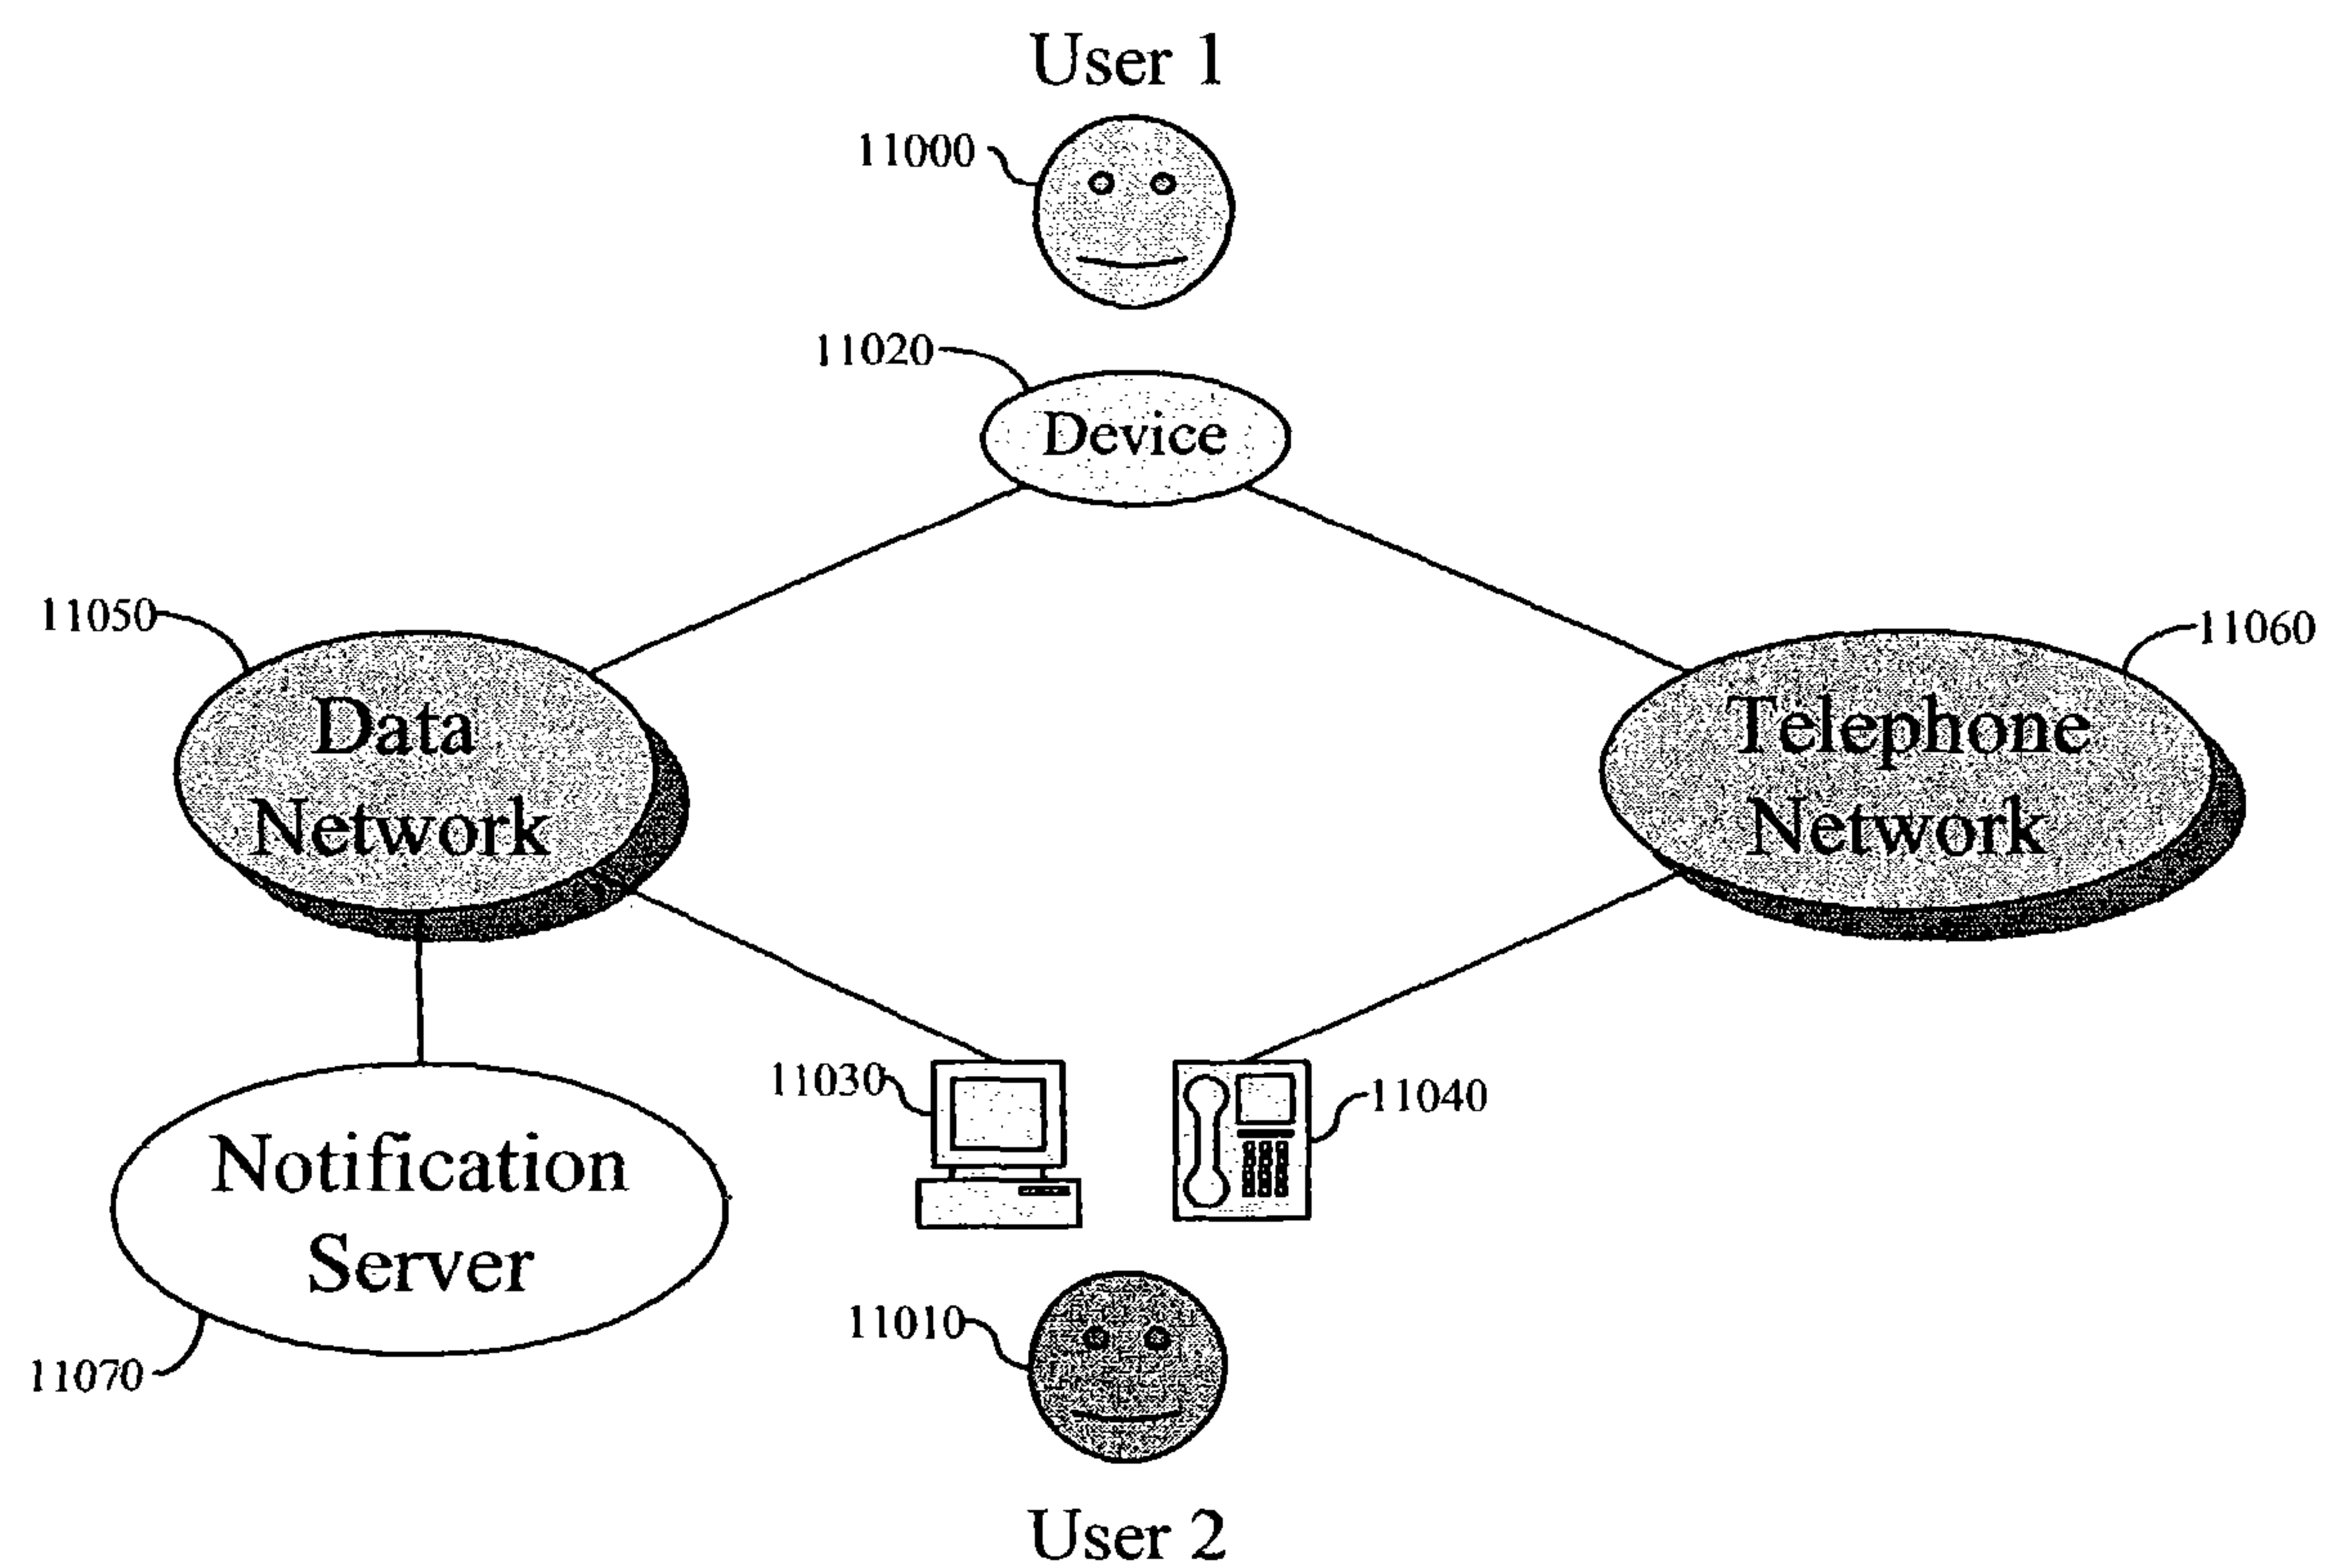 User 1
11000
11020
Device
11050
11060
Data
Network
Telephone
Network
11030
11040
Notification
Server
11010
11070
User 2